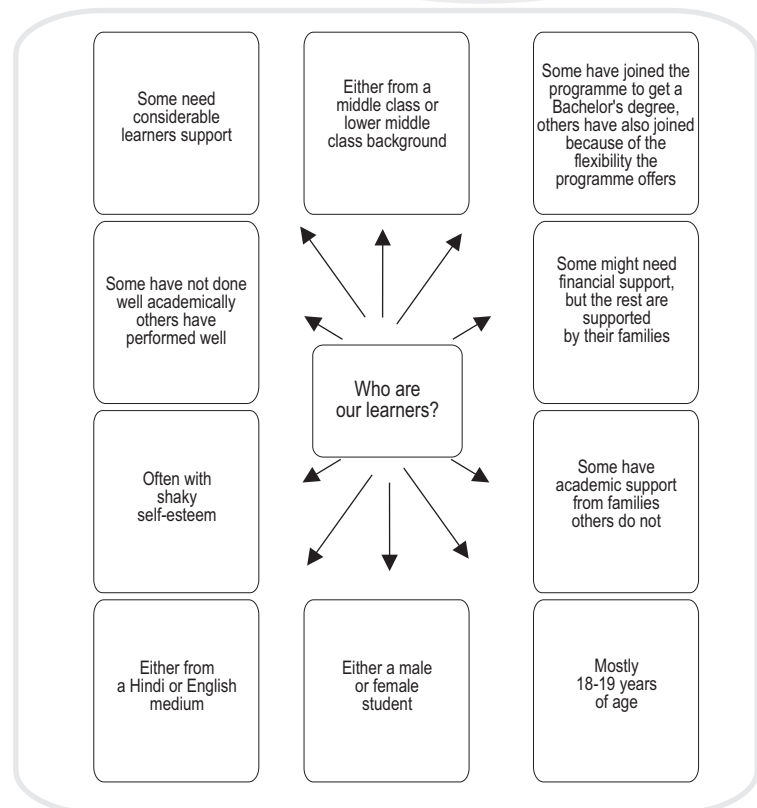 Some need
considerable
learners support
Either from a
middle class or
lower middle
class background
Some have joined the
programme to get a
Bachelor's degree,
others have also joined
because of the
flexibility the
programme offers
Some have not done
well academically
others have
performed well
Some might need
financial support,
but the rest are
supported
by their families
Who are
our learners?
Often with
shaky
self-esteem
Some have
academic support
from families
others do not
Either from
a Hindi or English
medium
Either a male
or female
student
Mostly
18-19 years
of age